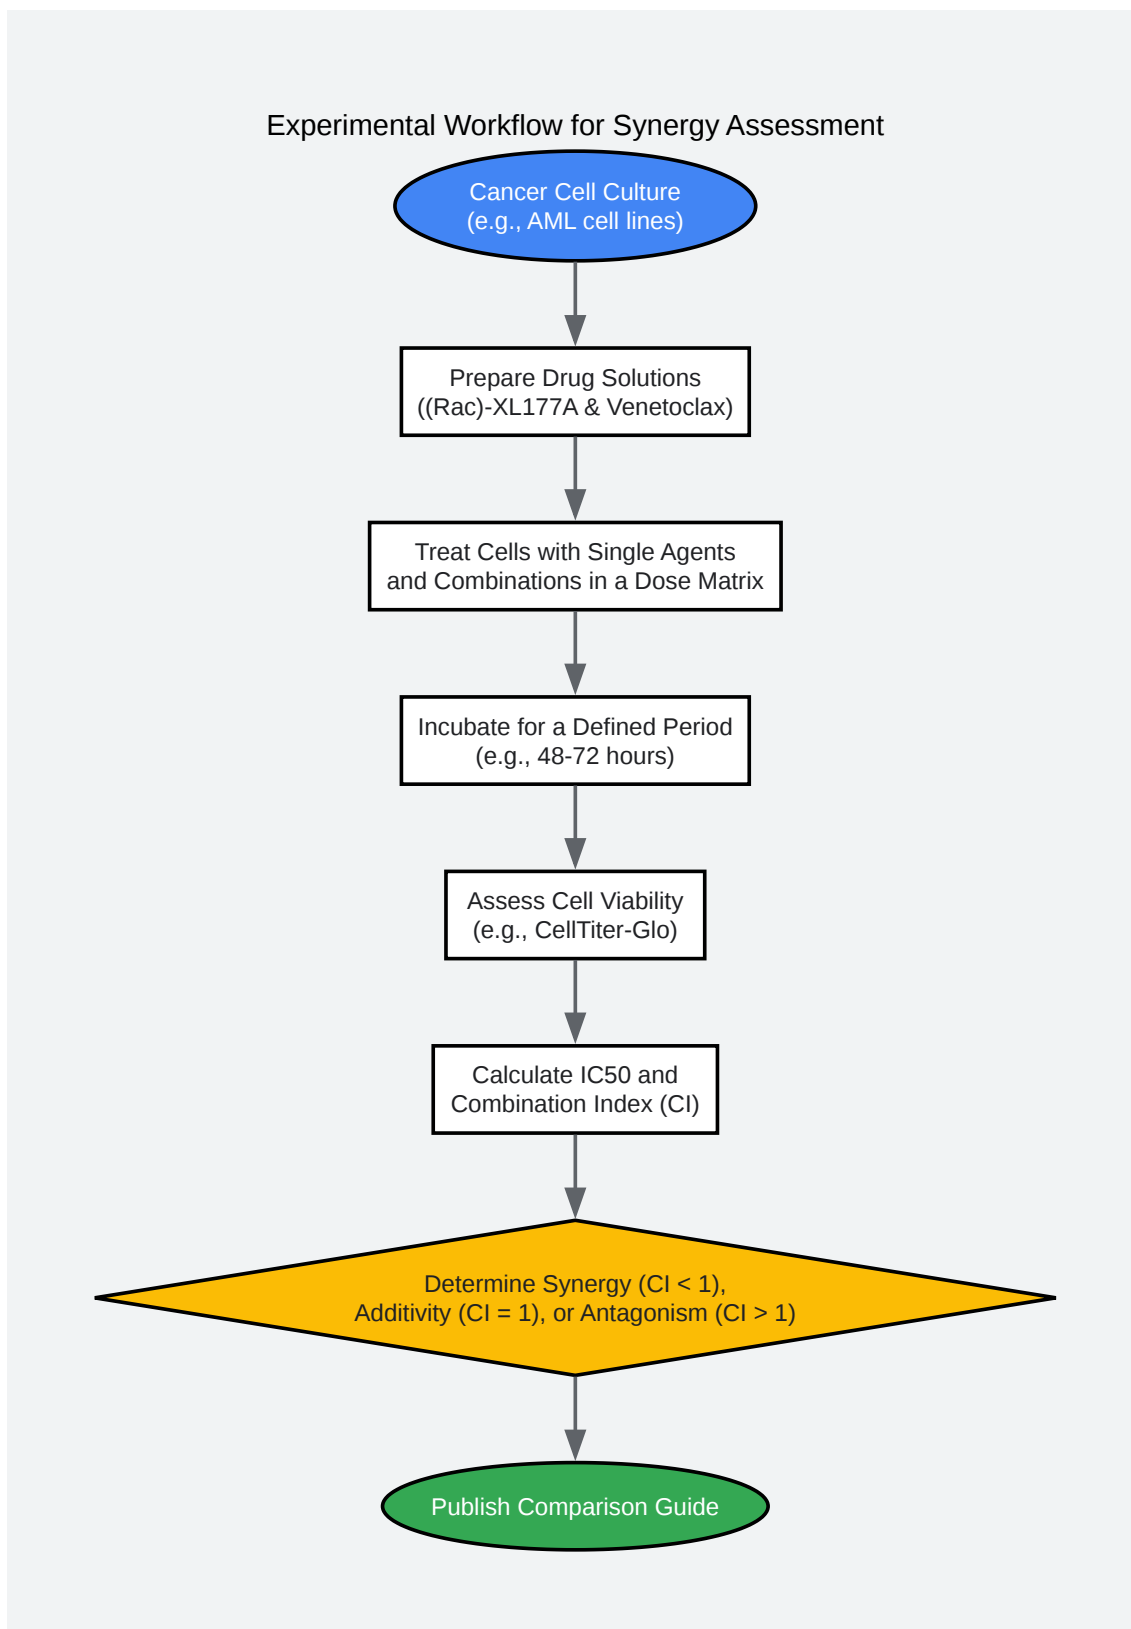 Experimental Workflow for Synergy Assessment
Cancer Cell Culture
(e.g., AML cell lines)
Prepare Drug Solutions
((Rac)-XL177A & Venetoclax)
Treat Cells with Single Agents
and Combinations in a Dose Matrix
Incubate for a Defined Period
(e.g., 48-72 hours)
Assess Cell Viability
(e.g., CellTiter-Glo)
Calculate IC50 and
Combination Index (CI)
Determine Synergy (CI < 1),
Additivity (CI = 1), or Antagonism (CI > 1)
Publish Comparison Guide